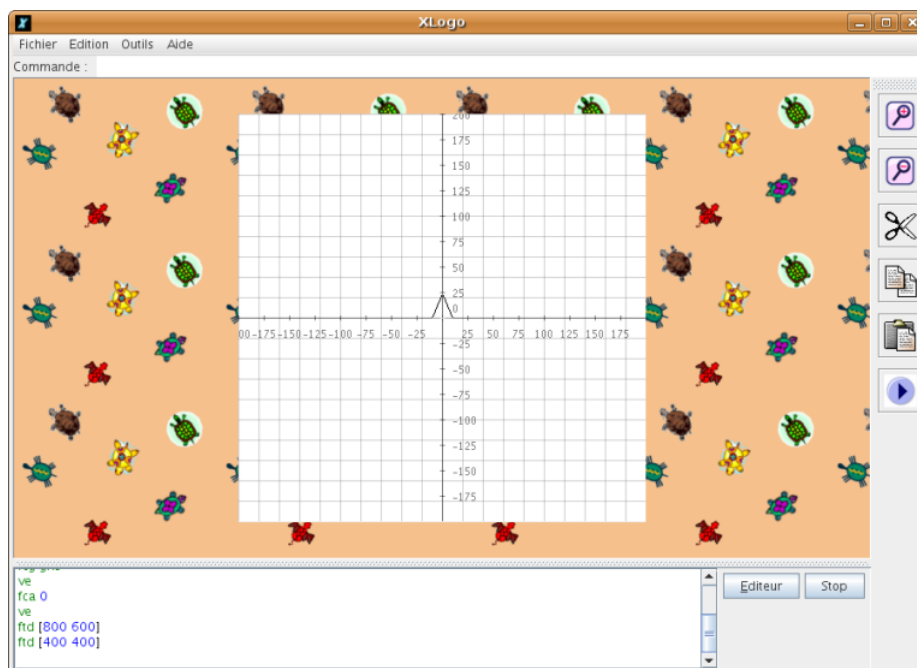 XLogo
Fichier Edition Outils Aide
Commande :
200
175
150
125
100
75
50
25
0
00 -175 -150 -125 -100 -75 -50 -25 25 50 75 100 125 150 175
-25
-50
-75
-100
-125
-150
-175
ve
fca 0
ve
ftd [800 600]
ftd [400 400]
Editeur Stop